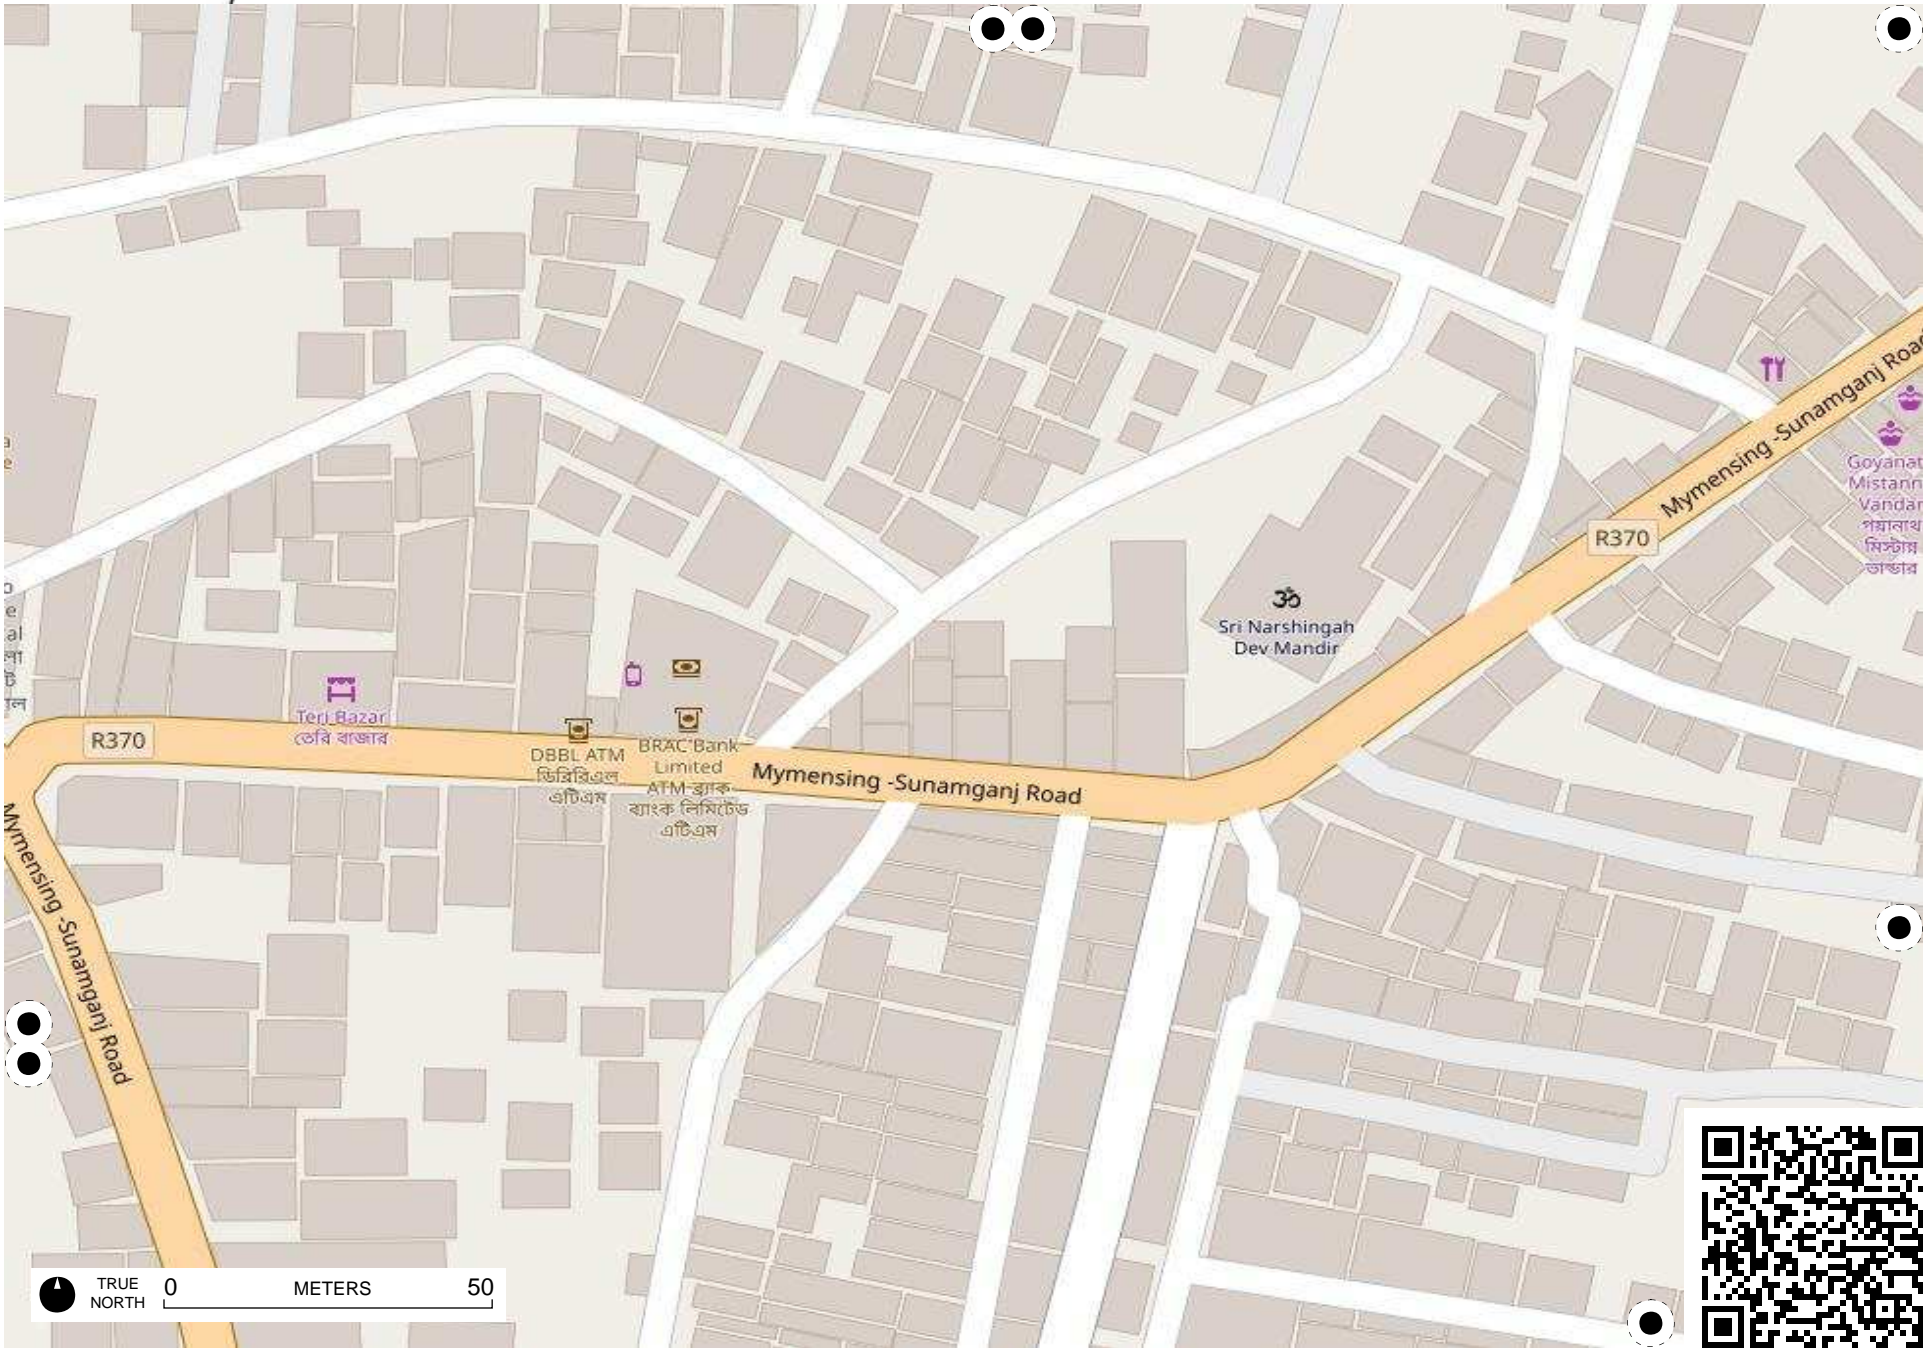 Mymensing -Sunamganj Road
Goyanat
Mistann
Vandar
গয়ানাথ
মিস্টান্ন
ভান্ডার
R370
Sri Narshingah
Dev Mandir
Teri Bazar
তেরি বাজার
R370
DBBL ATM
ডিবিবিএল
এটিএম
BRAC Bank
Limited
ATM ব্র্যাক
ব্যাংক লিমিটেড
এটিএম
Mymensing -Sunamganj Road
Mymensing -Sunamganj Road
TRUE
NORTH
0 METERS 50